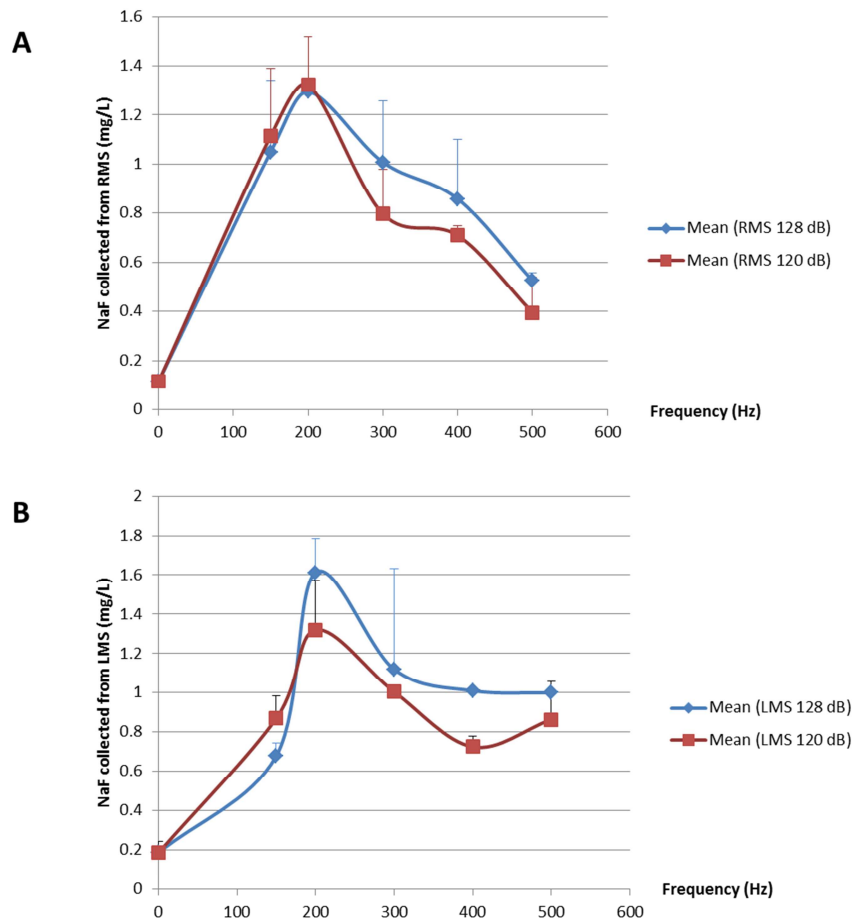 A
NaF collected from RMS (mg/L)
1.6
1.4
1.2
1
0.8
0.6
0.4
0.2
0
0 100 200 300 400 500 600
Frequency (Hz)
Mean (RMS 128 dB)
Mean (RMS 120 dB)
B
NaF collected from LMS (mg/L)
2
1.8
1.6
1.4
1.2
1
0.8
0.6
0.4
0.2
0
0 100 200 300 400 500 600
Frequency (Hz)
Mean (LMS 128 dB)
Mean (LMS 120 dB)